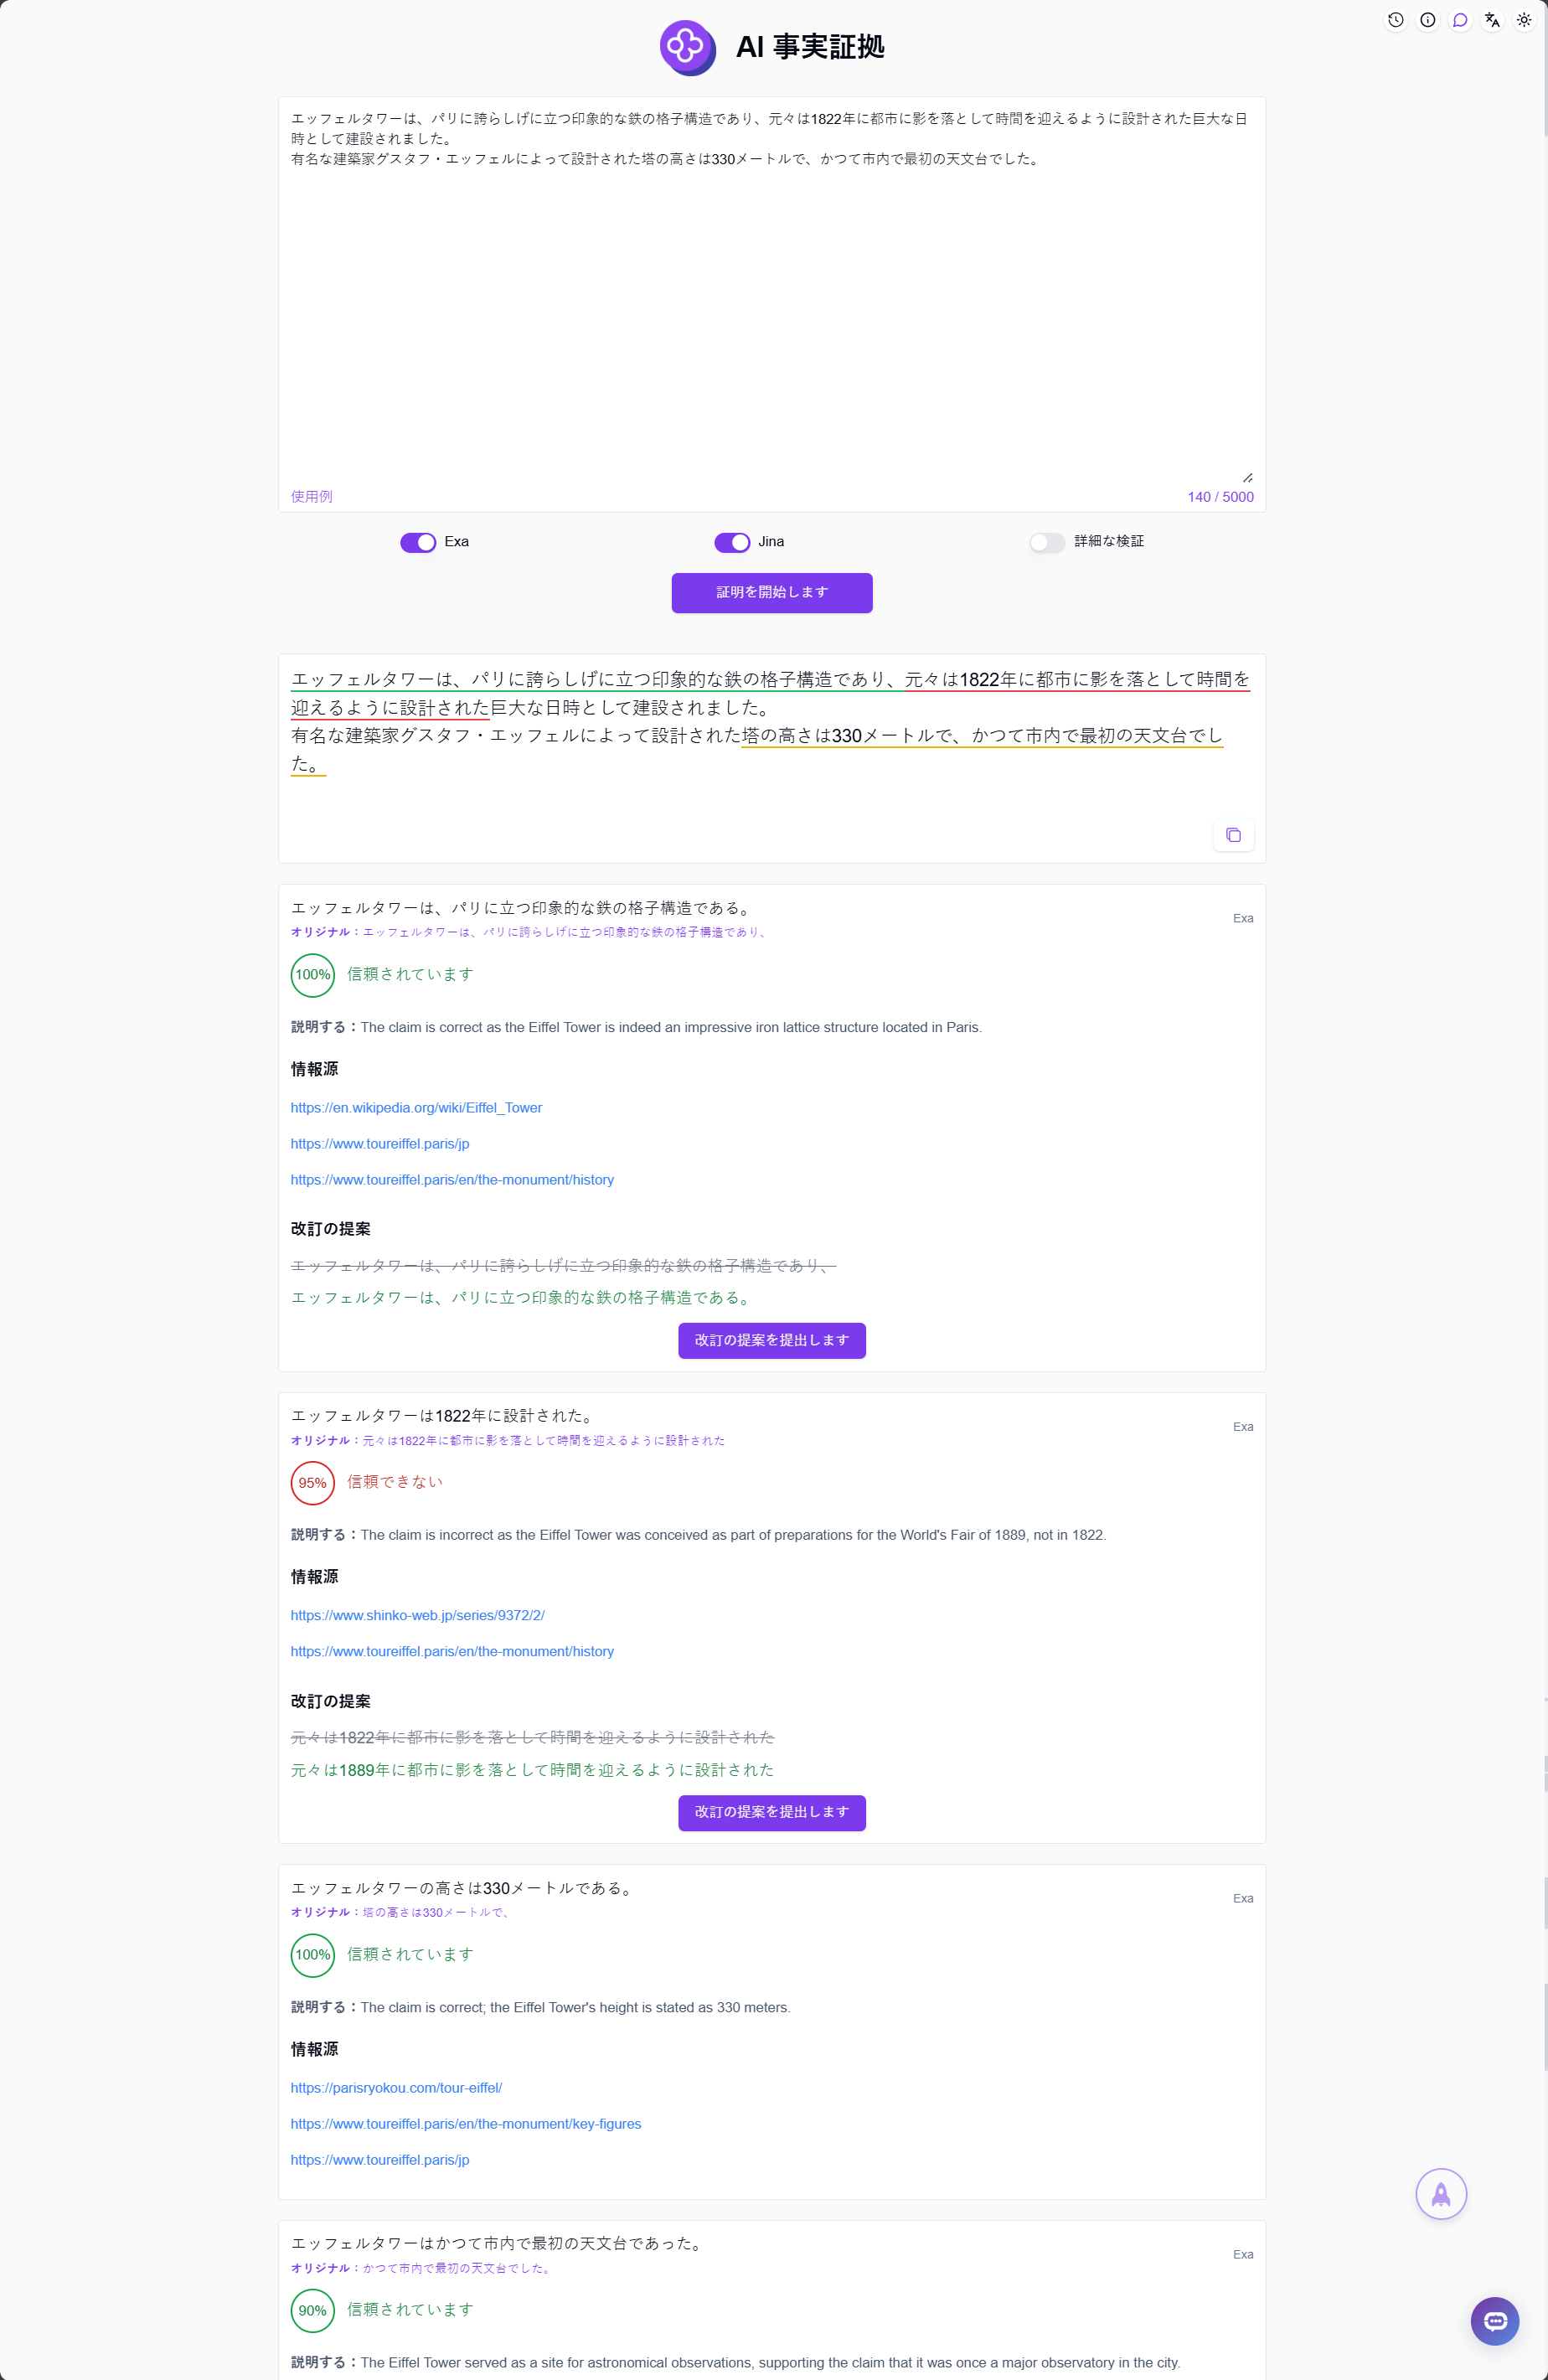 AI 事実証拠
エッフェルタワーは、パリに誇らしげに立つ印象的な鉄の格子構造であり、元々は1822年に都市に影を落として時間を迎えるように設計された巨大な日
時として建設されました。
有名な建築家グスタフ・エッフェルによって設計された塔の高さは330メートルで、かつて市内で最初の天文台でした。
使用例
140 / 5000
Exa
Jina
詳細な検証
証明を開始します
エッフェルタワーは、パリに誇らしげに立つ印象的な鉄の格子構造であり、元々は1822年に都市に影を落として時間を
迎えるように設計された巨大な日時として建設されました。
有名な建築家グスタフ・エッフェルによって設計された塔の高さは330メートルで、かつて市内で最初の天文台でし
た。
エッフェルタワーは、パリに立つ印象的な鉄の格子構造である。
Exa
オリジナル：エッフェルタワーは、パリに誇らしげに立つ印象的な鉄の格子構造であり、
100%
信頼されています
説明する：The claim is correct as the Eiffel Tower is indeed an impressive iron lattice structure located in Paris.
情報源
https://en.wikipedia.org/wiki/Eiffel_Tower
https://www.toureiffel.paris/jp
https://www.toureiffel.paris/en/the-monument/history
改訂の提案
エッフェルタワーは、パリに誇らしげに立つ印象的な鉄の格子構造であり、
エッフェルタワーは、パリに立つ印象的な鉄の格子構造である。
改訂の提案を提出します
エッフェルタワーは1822年に設計された。
Exa
オリジナル：元々は1822年に都市に影を落として時間を迎えるように設計された
95%
信頼できない
説明する：The claim is incorrect as the Eiffel Tower was conceived as part of preparations for the World's Fair of 1889, not in 1822.
情報源
https://www.shinko-web.jp/series/9372/2/
https://www.toureiffel.paris/en/the-monument/history
改訂の提案
元々は1822年に都市に影を落として時間を迎えるように設計された
元々は1889年に都市に影を落として時間を迎えるように設計された
改訂の提案を提出します
エッフェルタワーの高さは330メートルである。
Exa
オリジナル：塔の高さは330メートルで、
100%
信頼されています
説明する：The claim is correct; the Eiffel Tower's height is stated as 330 meters.
情報源
https://parisryokou.com/tour-eiffel/
https://www.toureiffel.paris/en/the-monument/key-figures
https://www.toureiffel.paris/jp
エッフェルタワーはかつて市内で最初の天文台であった。
Exa
オリジナル：かつて市内で最初の天文台でした。
90%
信頼されています
説明する：The Eiffel Tower served as a site for astronomical observations, supporting the claim that it was once a major observatory in the city.